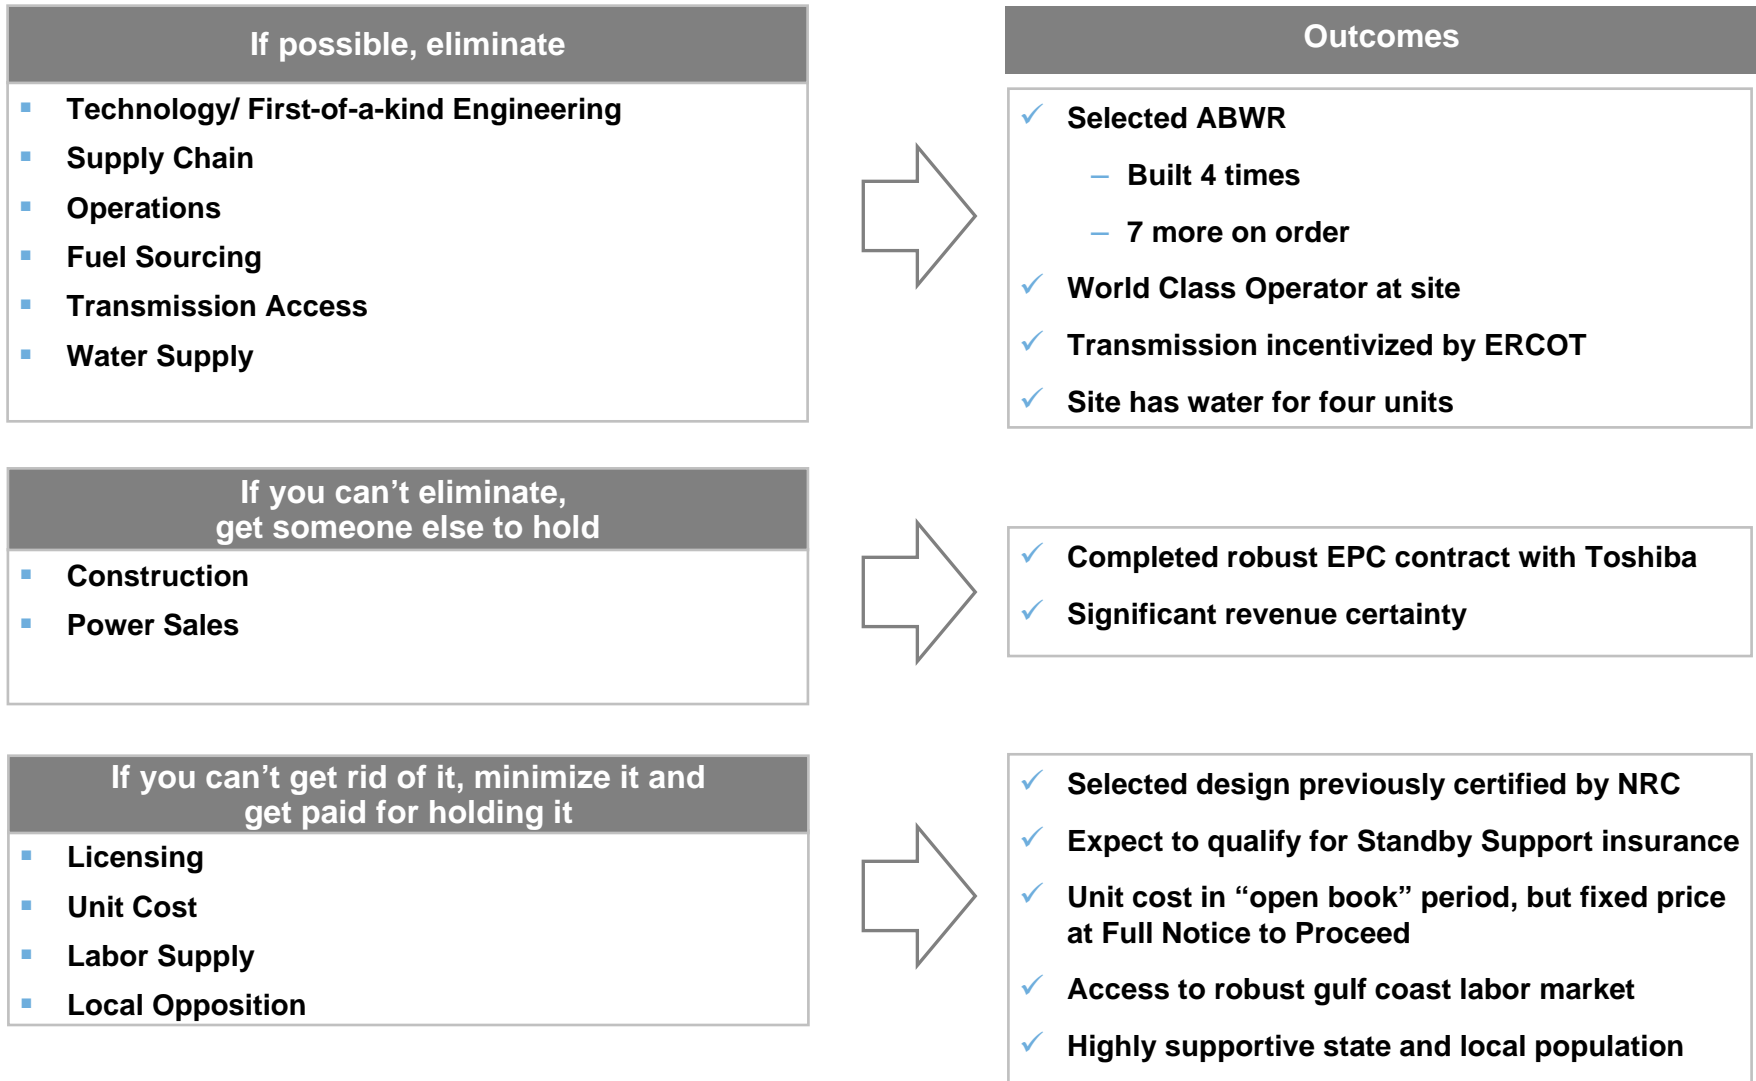 If possible, eliminate
▪ Technology/ First-of-a-kind Engineering
▪ Supply Chain
▪ Operations
▪ Fuel Sourcing
▪ Transmission Access
▪ Water Supply
Outcomes
✓ Selected ABWR
– Built 4 times
– 7 more on order
✓ World Class Operator at site
✓ Transmission incentivized by ERCOT
✓ Site has water for four units
If you can’t eliminate,
get someone else to hold
▪ Construction
▪ Power Sales
✓ Completed robust EPC contract with Toshiba
✓ Significant revenue certainty
If you can’t get rid of it, minimize it and
get paid for holding it
▪ Licensing
▪ Unit Cost
▪ Labor Supply
▪ Local Opposition
✓ Selected design previously certified by NRC
✓ Expect to qualify for Standby Support insurance
✓ Unit cost in “open book” period, but fixed price
at Full Notice to Proceed
✓ Access to robust gulf coast labor market
✓ Highly supportive state and local population